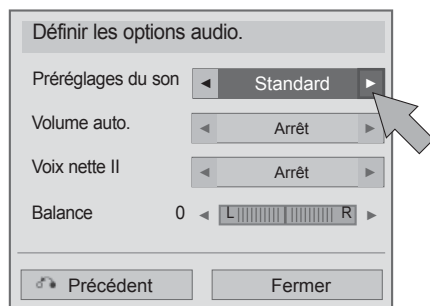 Définir les options audio.
Préréglages du son ◄ Standard ►
Volume auto. ◄ Arrêt ►
Voix nette II ◄ Arrêt ►
Balance 0 ◄ L R ►
Précédent Fermer